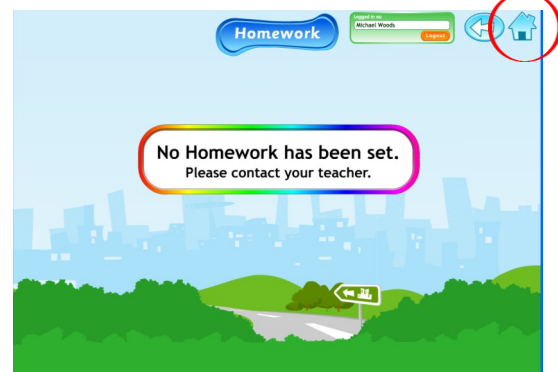 Homework
Logged in as:
Michael Woods
Logout
No Homework has been set.
Please contact your teacher.